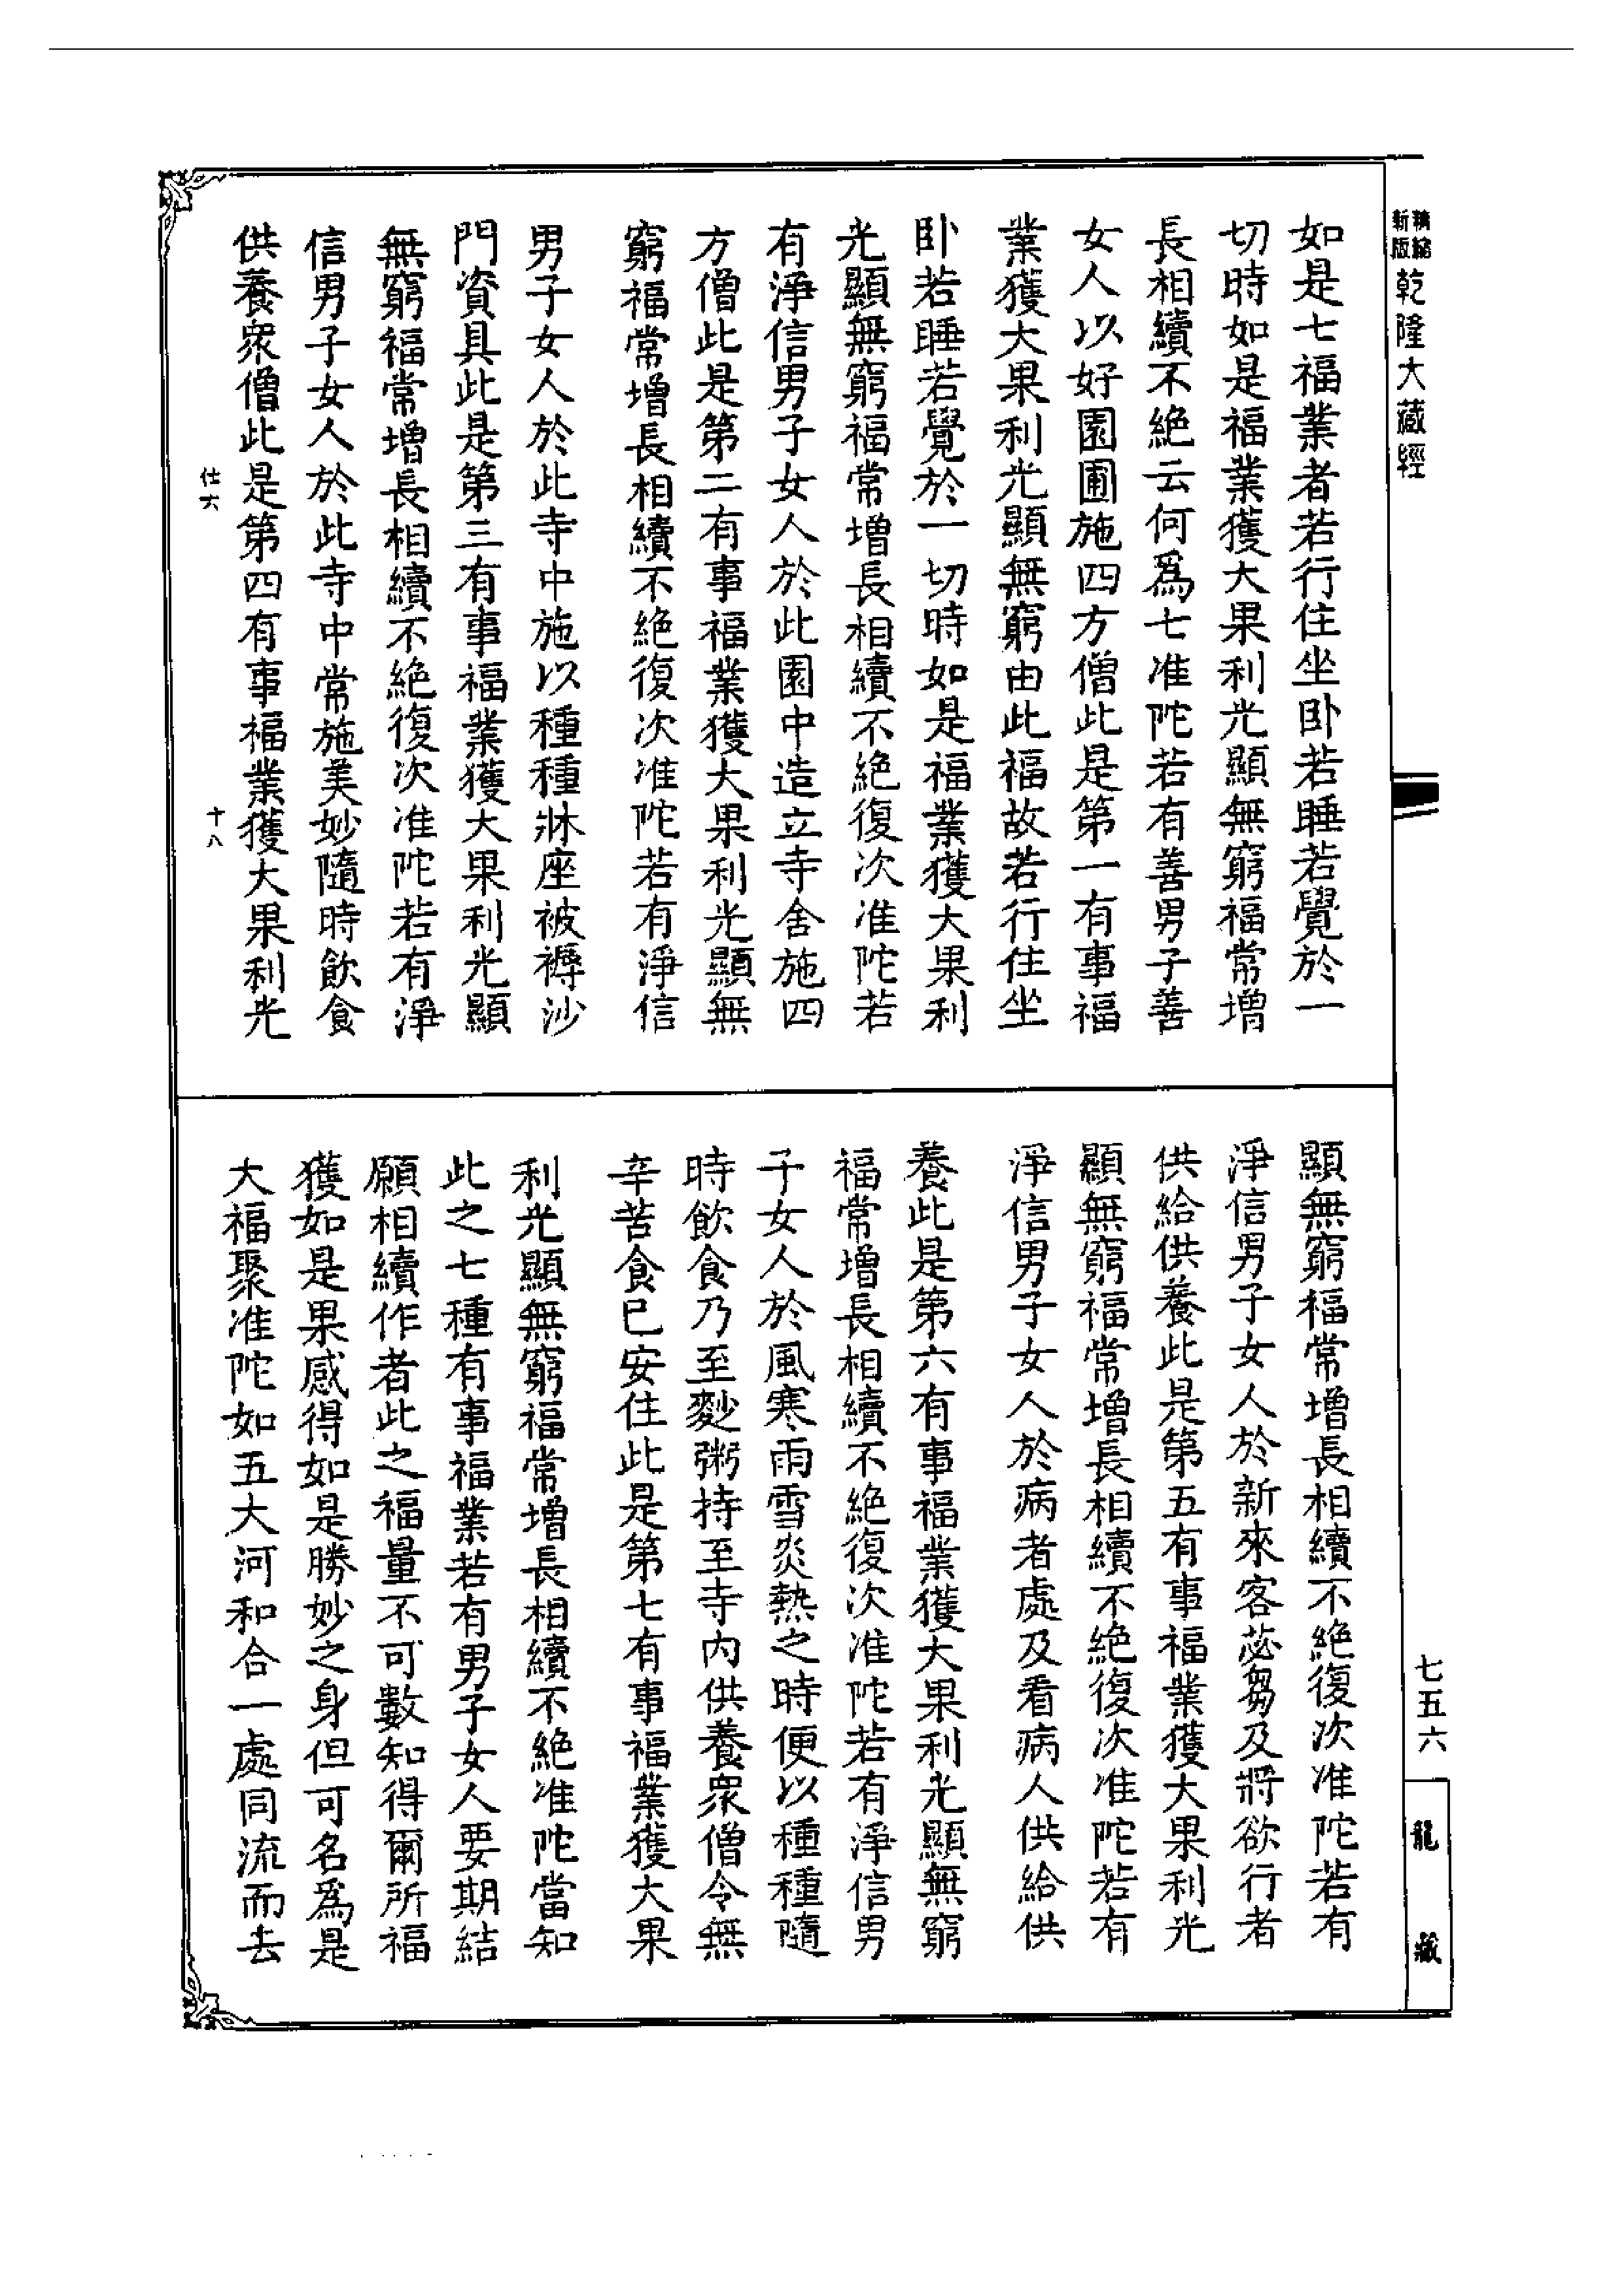 精縮新版乾隆大藏經
如是七福業者若行住坐卧若睡若覺於一
切時如是福業獲大果利光顯無窮福常增
長相續不絕云何為七准陀若有善男子善
女人以好園圃施四方僧此是第一有事福
業獲大果利光顯無窮由此福故若行住坐
卧若睡若覺於一切時如是福業獲大果利
光顯無窮福常增長相續不絕復次准陀若
有淨信男子女人於此園中造立寺舍施四
方僧此是第二有事福業獲大果利光顯無
窮福常增長相續不絕復次准陀若有淨信
男子女人於此寺中施以種種牀座被褥沙
門資具此是第三有事福業獲大果利光顯
無窮福常增長相續不絕復次准陀若有淨
信男子女人於此寺中常施美妙隨時飲食
供養眾僧此是第四有事福業獲大果利光
仕六 十八
顯無窮福常增長相續不絕復次准陀若有
淨信男子女人於新來客苾芻及將欲行者
供給供養此是第五有事福業獲大果利光
顯無窮福常增長相續不絕復次准陀若有
淨信男子女人於病者處及看病人供給供
養此是第六有事福業獲大果利光顯無窮
福常增長相續不絕復次准陀若有淨信男
子女人於風寒雨雪炎熱之時便以種種隨
時飲食乃至麨粥持至寺內供養眾僧令無
辛苦食已安住此是第七有事福業獲大果
利光顯無窮福常增長相續不絕准陀當知
此之七種有事福業若有男子女人要期結
願相續作者此之福量不可數知得爾所福
獲如是果感得如是勝妙之身但可名為是
大福聚准陀如五大河和合一處同流而去
七五六
龍藏